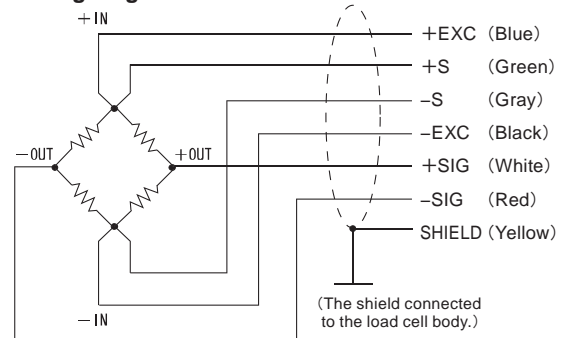 +IN
+EXC (Blue)
+S (Green)
–S (Gray)
–EXC (Black)
–OUT
+OUT
+SIG (White)
–SIG (Red)
SHIELD (Yellow)
–IN
(The shield connected
to the load cell body.)